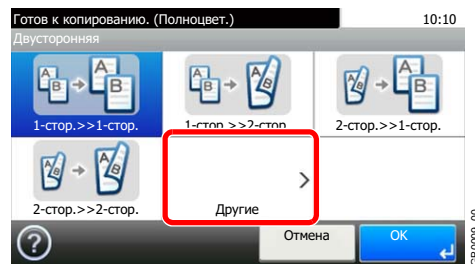 Готов к копированию. (Полноцвет.) 10:10
Двусторонняя
1-стор.>>1-стор. 1-стор.>>2-стор. 2-стор.>>1-стор.
2-стор.>>2-стор. Другие
Отмена OK